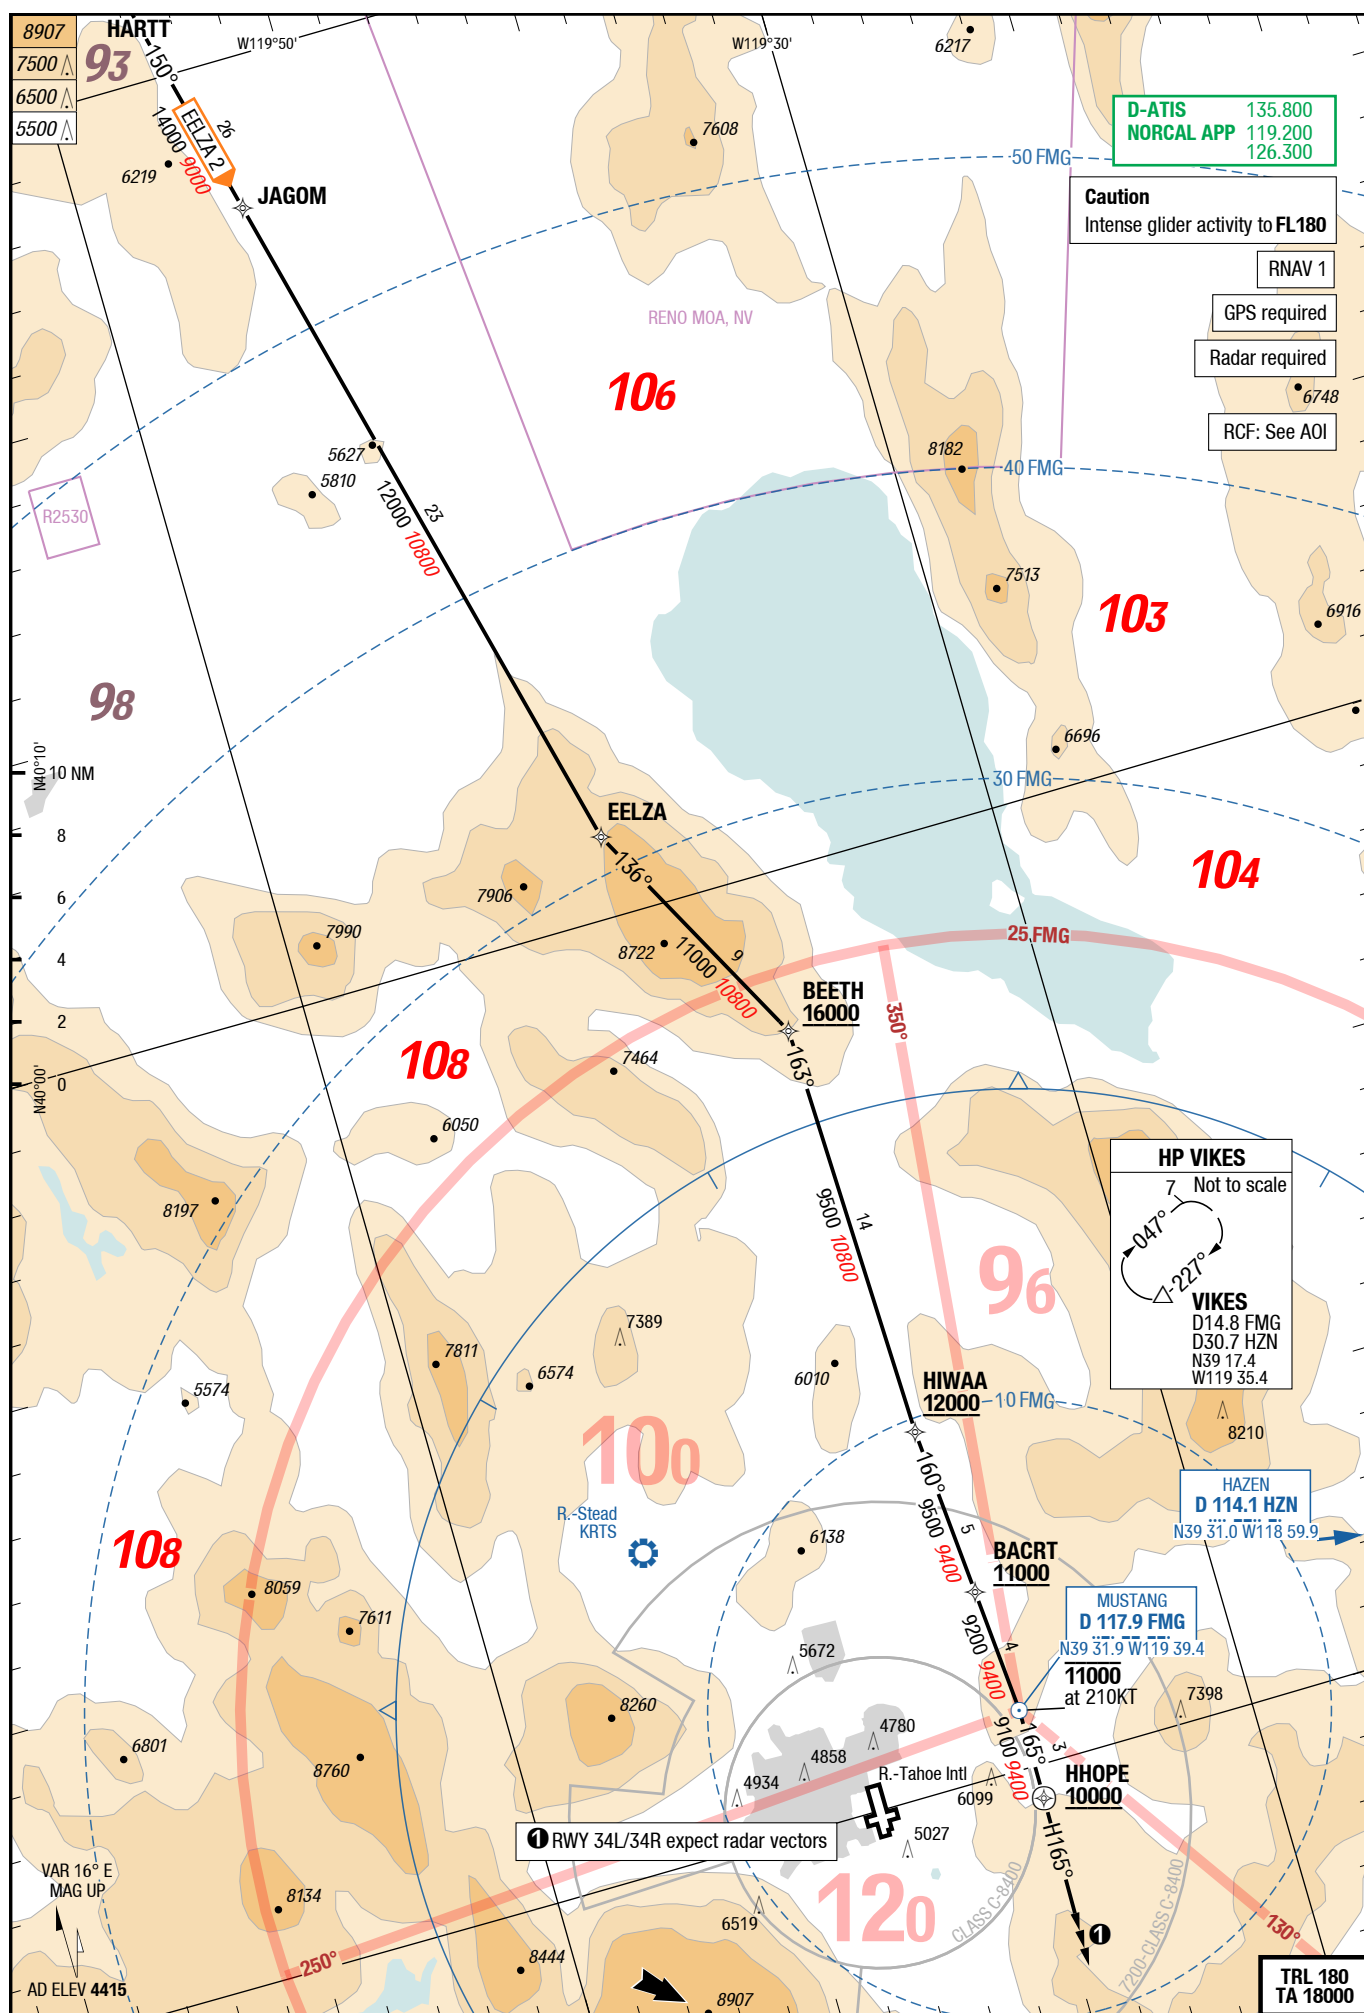 8907
7500
6500
5500
HARTT
93
W119°50'
W119°30'
6217
150°
EELZA 2
26
14000 9000
6219
JAGOM
7608
50 FMG
D-ATIS 135.800
NORCAL APP 119.200
126.300
Caution
Intense glider activity to FL180
RNAV 1
GPS required
Radar required
RCF: See AOI
RENO MOA, NV
106
6748
5627
5810
12000 10800
23
8182
40 FMG
R2530
7513
103
6916
98
6696
N40°10'
10 NM
8
6
4
2
0
N40°00'
30 FMG
EELZA
136°
7906
7990
8722
11000 10800
9
104
25 FMG
BEETH
16000
350°
163°
108
7464
6050
8197
9500 10800
14
HP VIKES
Not to scale
7
047°
227°
VIKES
D14.8 FMG
D30.7 HZN
N39 17.4
W119 35.4
96
7389
7811
6574
5574
6010
HIWAA
12000
10 FMG
8210
160°
100
R.-Stead
KRTS
HAZEN
D 114.1 HZN
N39 31.0 W118 59.9
108
6138
9500 9400
5
BACRT
11000
8059
7611
MUSTANG
D 117.9 FMG
N39 31.9 W119 39.4
9200 9400
4
11000
at 210KT
5672
8260
7398
6801
8760
4780
4858
4934
R.-Tahoe Intl
9100 9400
165°
3
6099
HHOPE
10000
1 RWY 34L/34R expect radar vectors
5027
H165°
VAR 16° E
MAG UP
8134
120
6519
CLASS C-8400
7200-CLASS C-8400
1
130°
250°
8444
AD ELEV 4415
8907
TRL 180
TA 18000